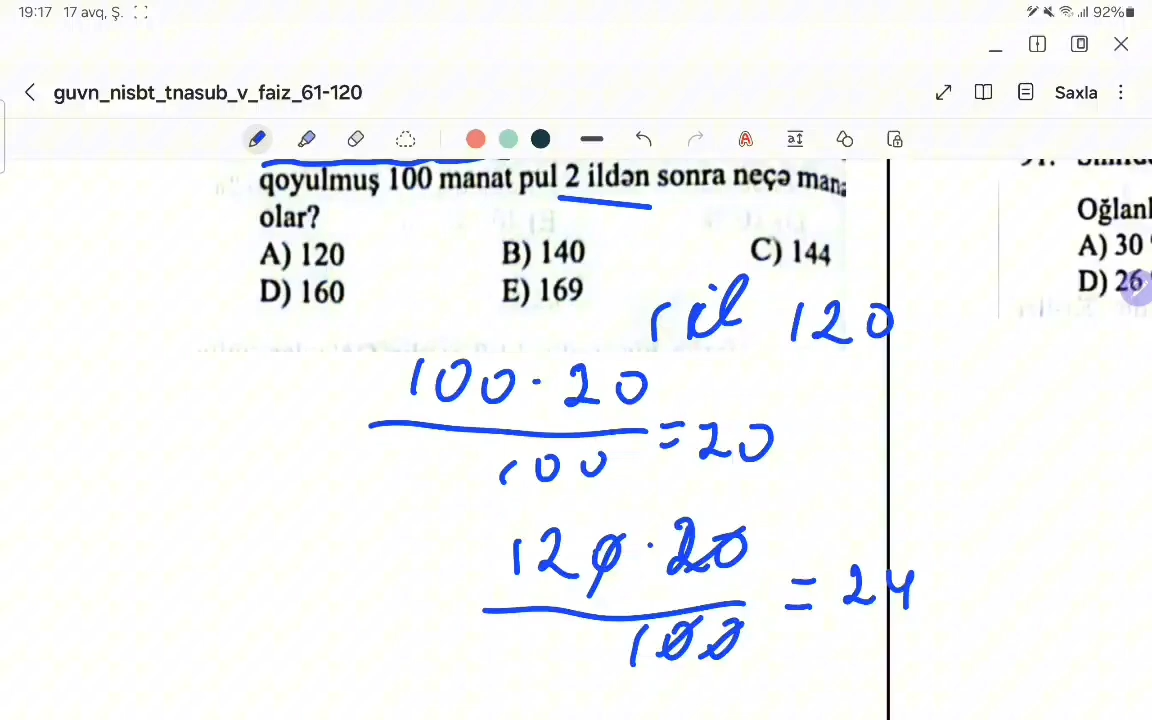 19:17 17 avq, Ş. 92%
guvn_nisbt_tnasub_v_faiz_61-120
Saxla
qoyulmuş 100 manat pul 2 ildən sonra neçə
olar?
A) 120 B) 140 C) 144
D) 160 E) 169
Oğlanl
A) 30
D) 26
1 il 120
100 · 20
100
= 20
120 · 20
100
= 24